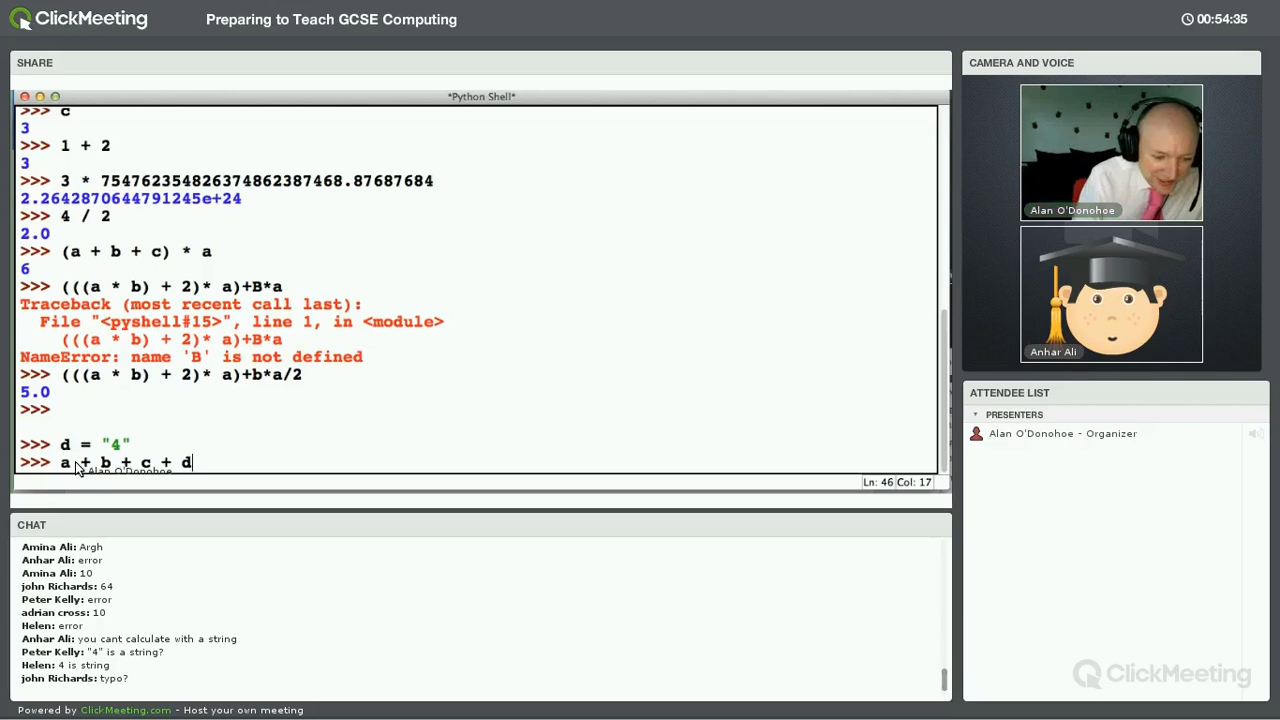 ClickMeeting
Preparing to Teach GCSE Computing
00:54:35
SHARE
*Python Shell*
>>> c
3
>>> 1 + 2
3
>>> 3 * 754762354826374862387468.87687684
2.2642870644791245e+24
>>> 4 / 2
2.0
>>> (a + b + c) * a
6
>>> (((a * b) + 2)* a)+B*a
Traceback (most recent call last):
File "<pyshell#15>", line 1, in <module>
(((a * b) + 2)* a)+B*a
NameError: name 'B' is not defined
>>> (((a * b) + 2)* a)+b*a/2
5.0
>>>
>>> d = "4"
>>> a + b + c + d
Alan O'Donohoe
Ln: 46 Col: 17
CAMERA AND VOICE
Alan O'Donohoe
Anhar Ali
ATTENDEE LIST
PRESENTERS
Alan O'Donohoe - Organizer
CHAT
Amina Ali: Argh
Anhar Ali: error
Amina Ali: 10
john Richards: 64
Peter Kelly: error
adrian cross: 10
Helen: error
Anhar Ali: you cant calculate with a string
Peter Kelly: "4" is a string?
Helen: 4 is string
john Richards: typo?
ClickMeeting
Powered by ClickMeeting.com - Host your own meeting